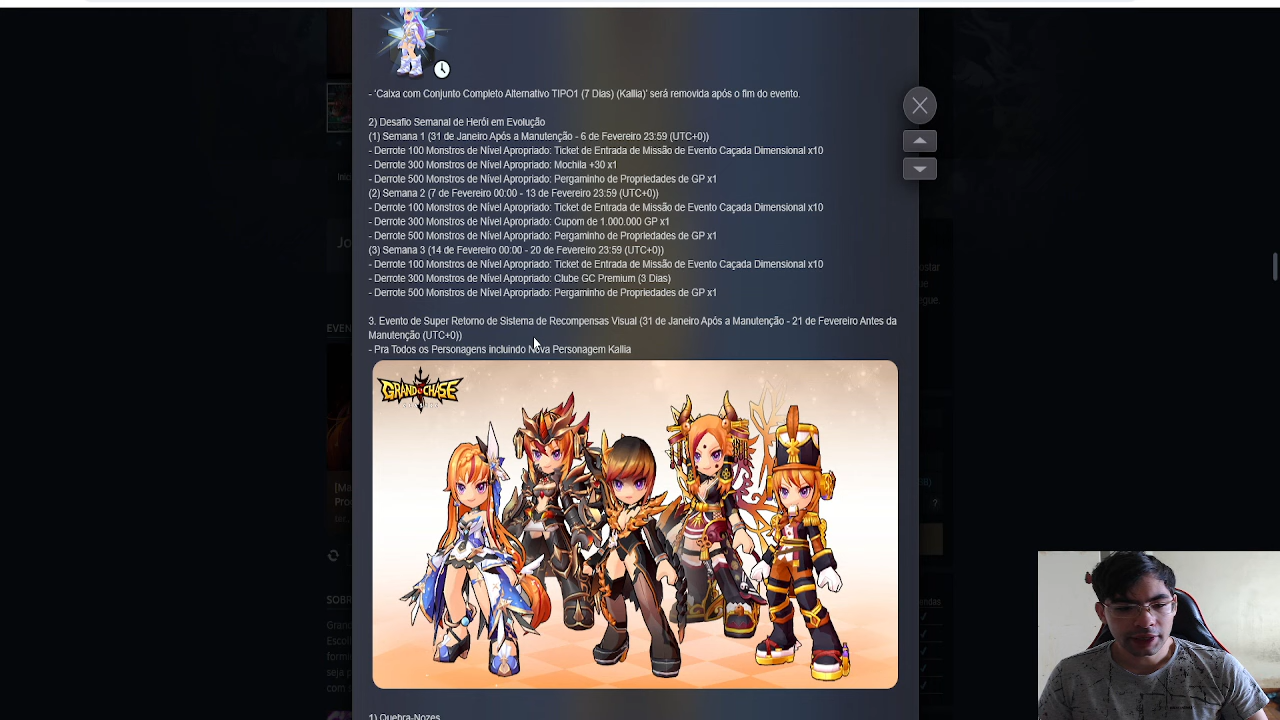 - 'Caixa com Conjunto Completo Alternativo TIPO1 (7 Dias) (Kallia)' será removida após o fim do evento.
2) Desafio Semanal de Herói em Evolução
(1) Semana 1 (31 de Janeiro Após a Manutenção - 6 de Fevereiro 23:59 (UTC+0))
- Derrote 100 Monstros de Nível Apropriado: Ticket de Entrada de Missão de Evento Caçada Dimensional x10
- Derrote 300 Monstros de Nível Apropriado: Mochila +30 x1
- Derrote 500 Monstros de Nível Apropriado: Pergaminho de Propriedades de GP x1
(2) Semana 2 (7 de Fevereiro 00:00 - 13 de Fevereiro 23:59 (UTC+0))
- Derrote 100 Monstros de Nível Apropriado: Ticket de Entrada de Missão de Evento Caçada Dimensional x10
- Derrote 300 Monstros de Nível Apropriado: Cupom de 1.000.000 GP x1
- Derrote 500 Monstros de Nível Apropriado: Pergaminho de Propriedades de GP x1
(3) Semana 3 (14 de Fevereiro 00:00 - 20 de Fevereiro 23:59 (UTC+0))
- Derrote 100 Monstros de Nível Apropriado: Ticket de Entrada de Missão de Evento Caçada Dimensional x10
- Derrote 300 Monstros de Nível Apropriado: Clube GC Premium (3 Dias)
- Derrote 500 Monstros de Nível Apropriado: Pergaminho de Propriedades de GP x1
3. Evento de Super Retorno de Sistema de Recompensas Visual (31 de Janeiro Após a Manutenção - 21 de Fevereiro Antes da
Manutenção (UTC+0))
- Pra Todos os Personagens incluindo Nova Personagem Kallia
GRANDCHASE
1) Quebra-Nozes